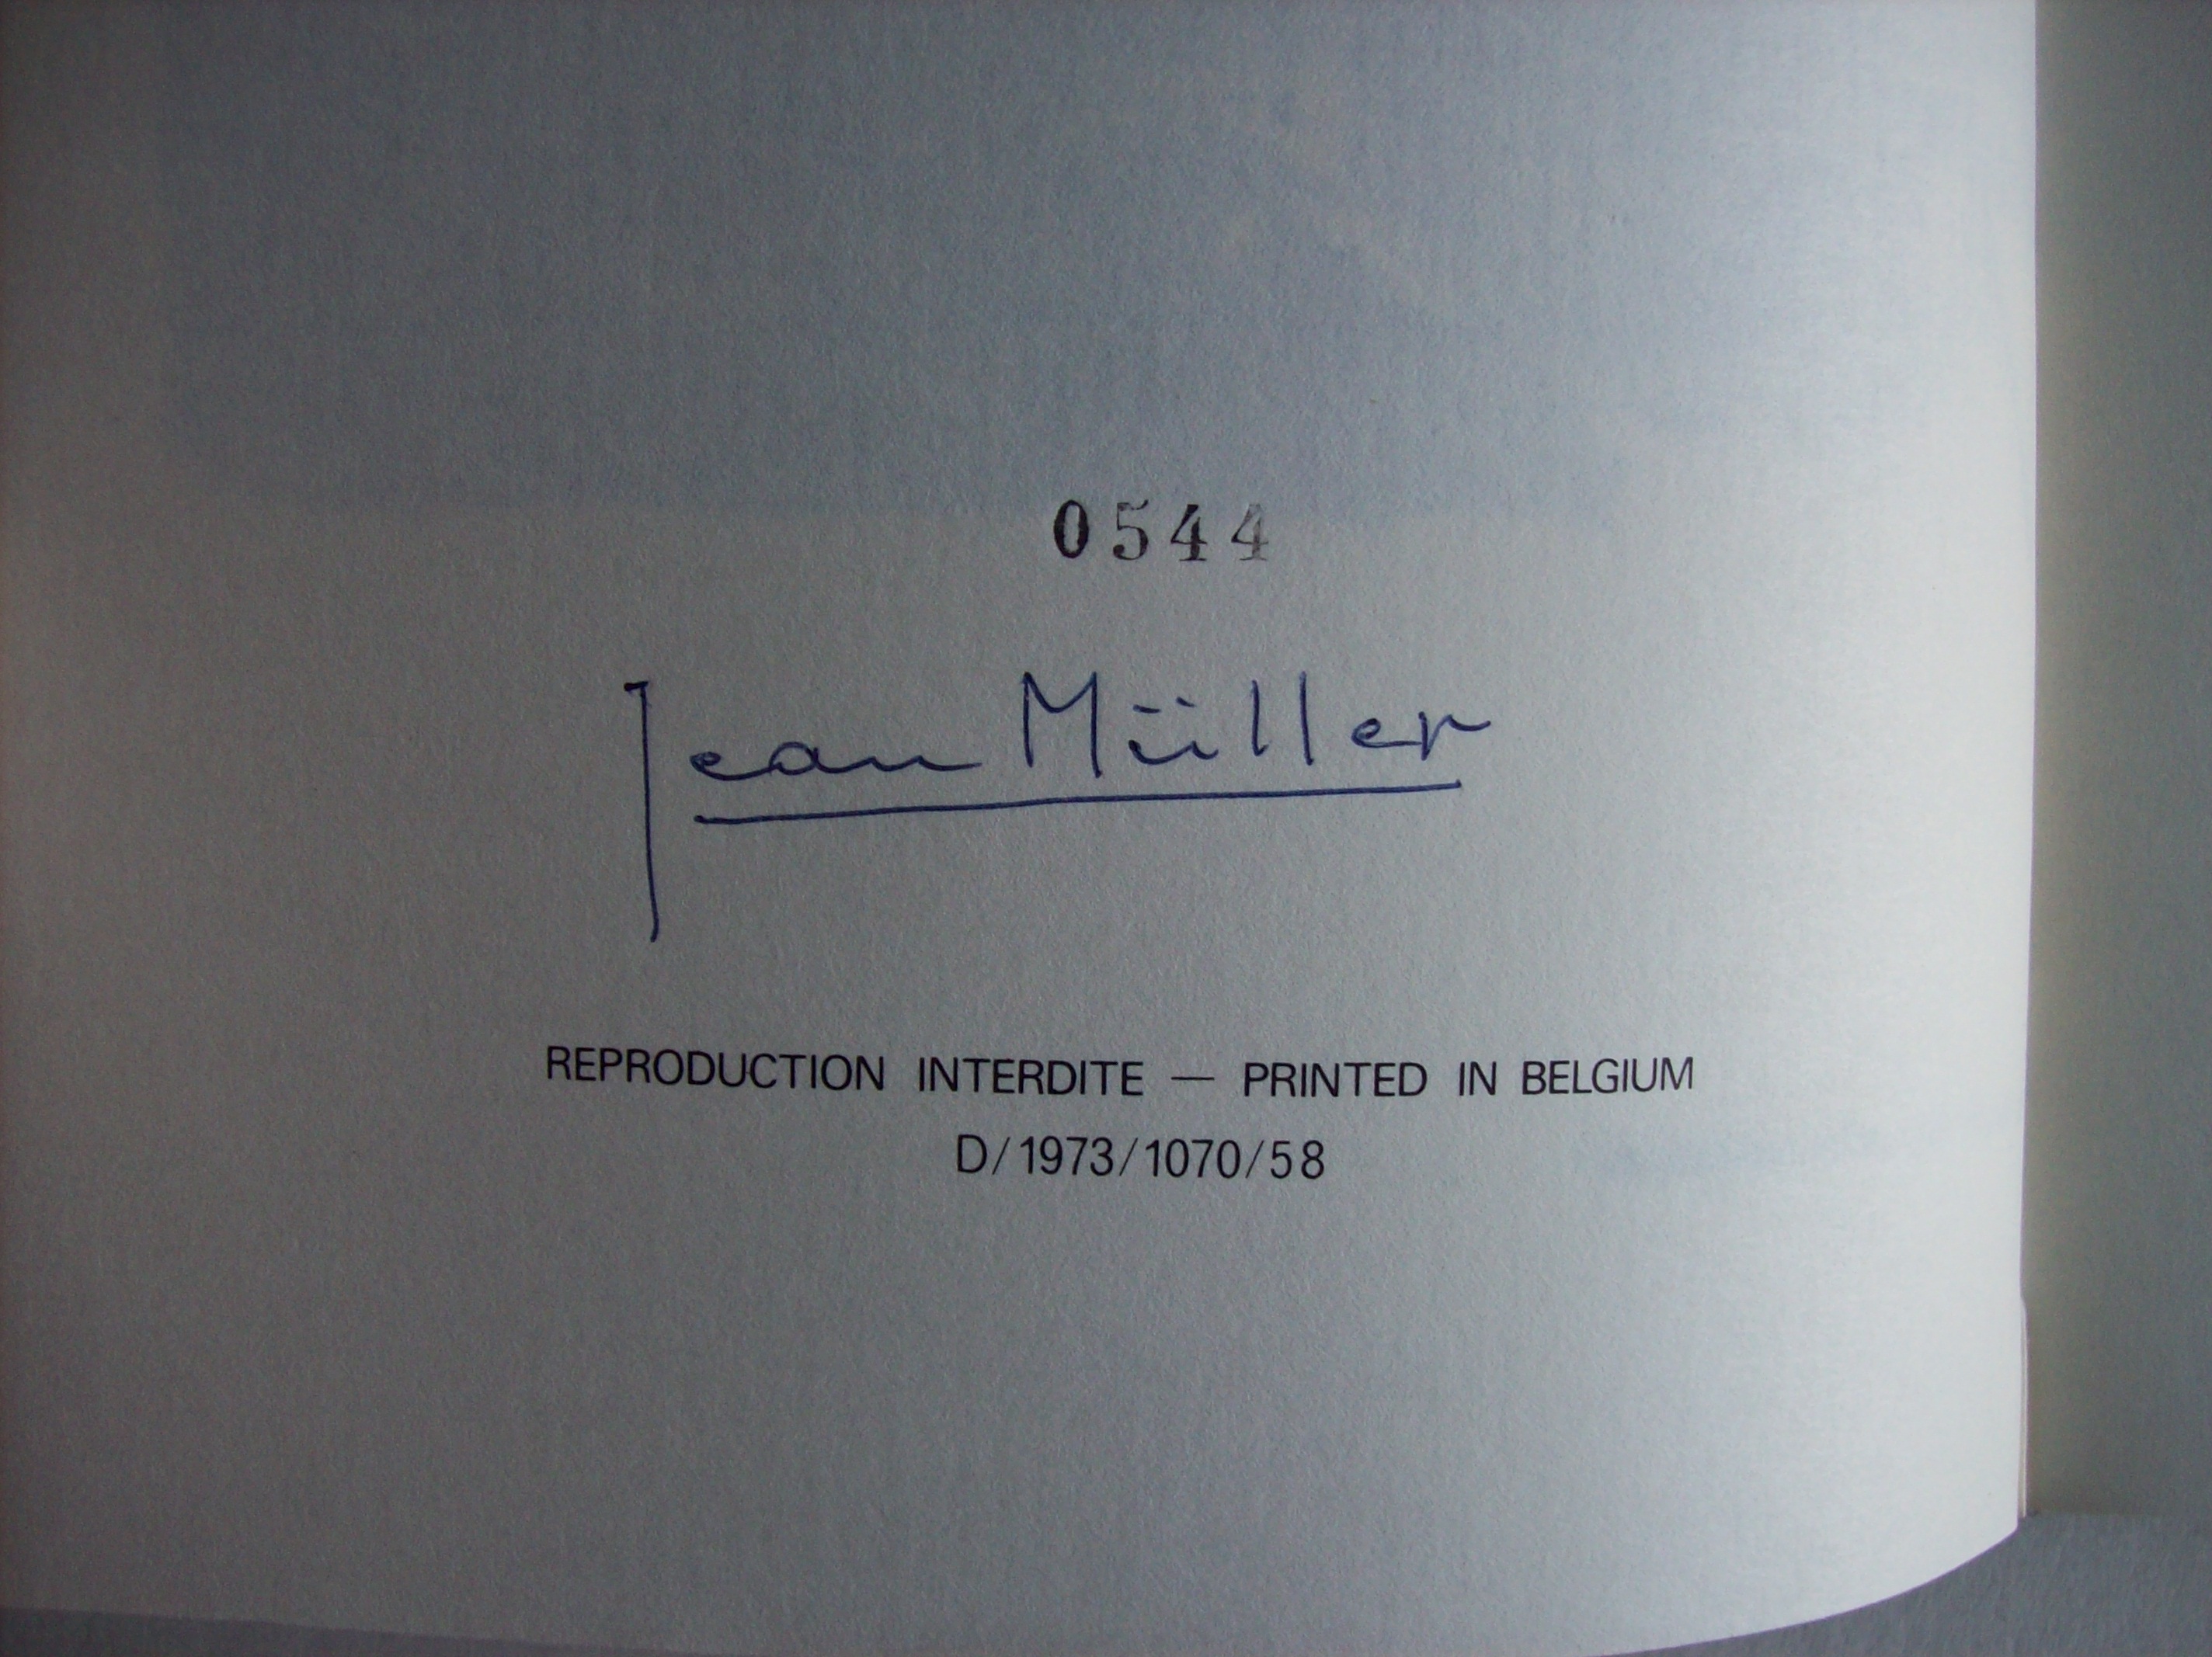 0544
Jean Müller
REPRODUCTION INTERDITE — PRINTED IN BELGIUM
D/1973/1070/58